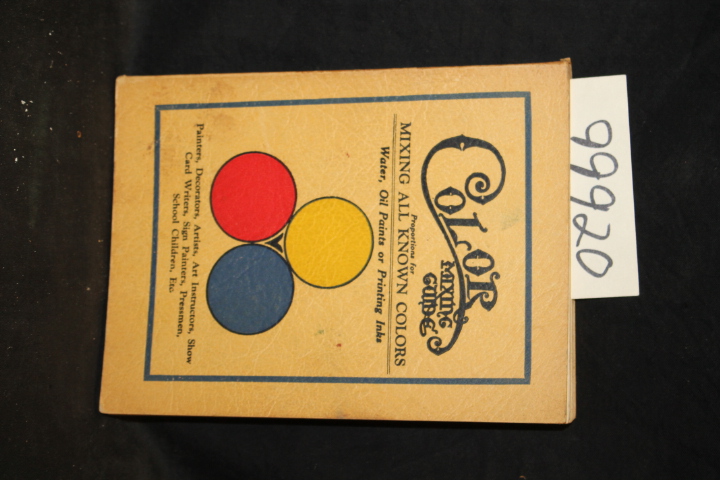 COLOR
MIXING
GUIDE
Proportions for
MIXING ALL KNOWN COLORS
Water, Oil Paints or Printing Inks
Painters, Decorators, Artists, Art Instructors, Show
Card Writers, Sign Painters, Pressmen,
School Children, Etc.
99920